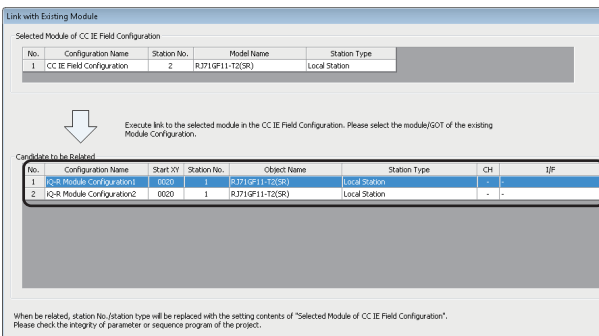 Link with Existing Module
Selected Module of CC IE Field Configuration
No. Configuration Name Station No. Model Name Station Type
1 CC IE Field Configuration 2 RJ71GF11-T2(SR) Local Station
Execute link to the selected module in the CC IE Field Configuration. Please select the module/GOT of the existing
Module Configuration.
Candidate to be Related
No. Configuration Name Start XY Station No. Object Name Station Type CH I/F
1 iQ-R Module Configuration1 0020 1 RJ71GF11-T2(SR) Local Station - -
2 iQ-R Module Configuration2 0020 1 RJ71GF11-T2(SR) Local Station - -
When be related, station No./station type will be replaced with the setting contents of "Selected Module of CC IE Field Configuration".
Please check the integrity of parameter or sequence program of the project.